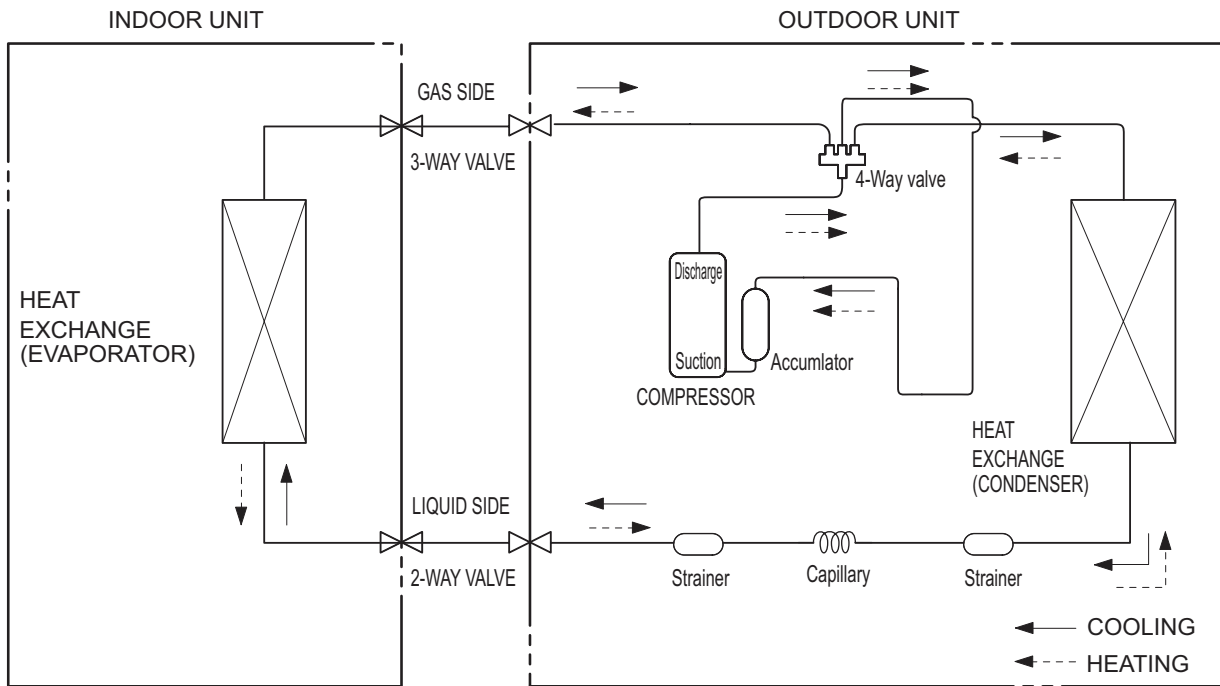 INDOOR UNIT
OUTDOOR UNIT
GAS SIDE
3-WAY VALVE
4-Way valve
HEAT
EXCHANGE
(EVAPORATOR)
Discharge
Suction
Accumlator
COMPRESSOR
HEAT
EXCHANGE
(CONDENSER)
LIQUID SIDE
2-WAY VALVE
Strainer
Capillary
Strainer
COOLING
HEATING